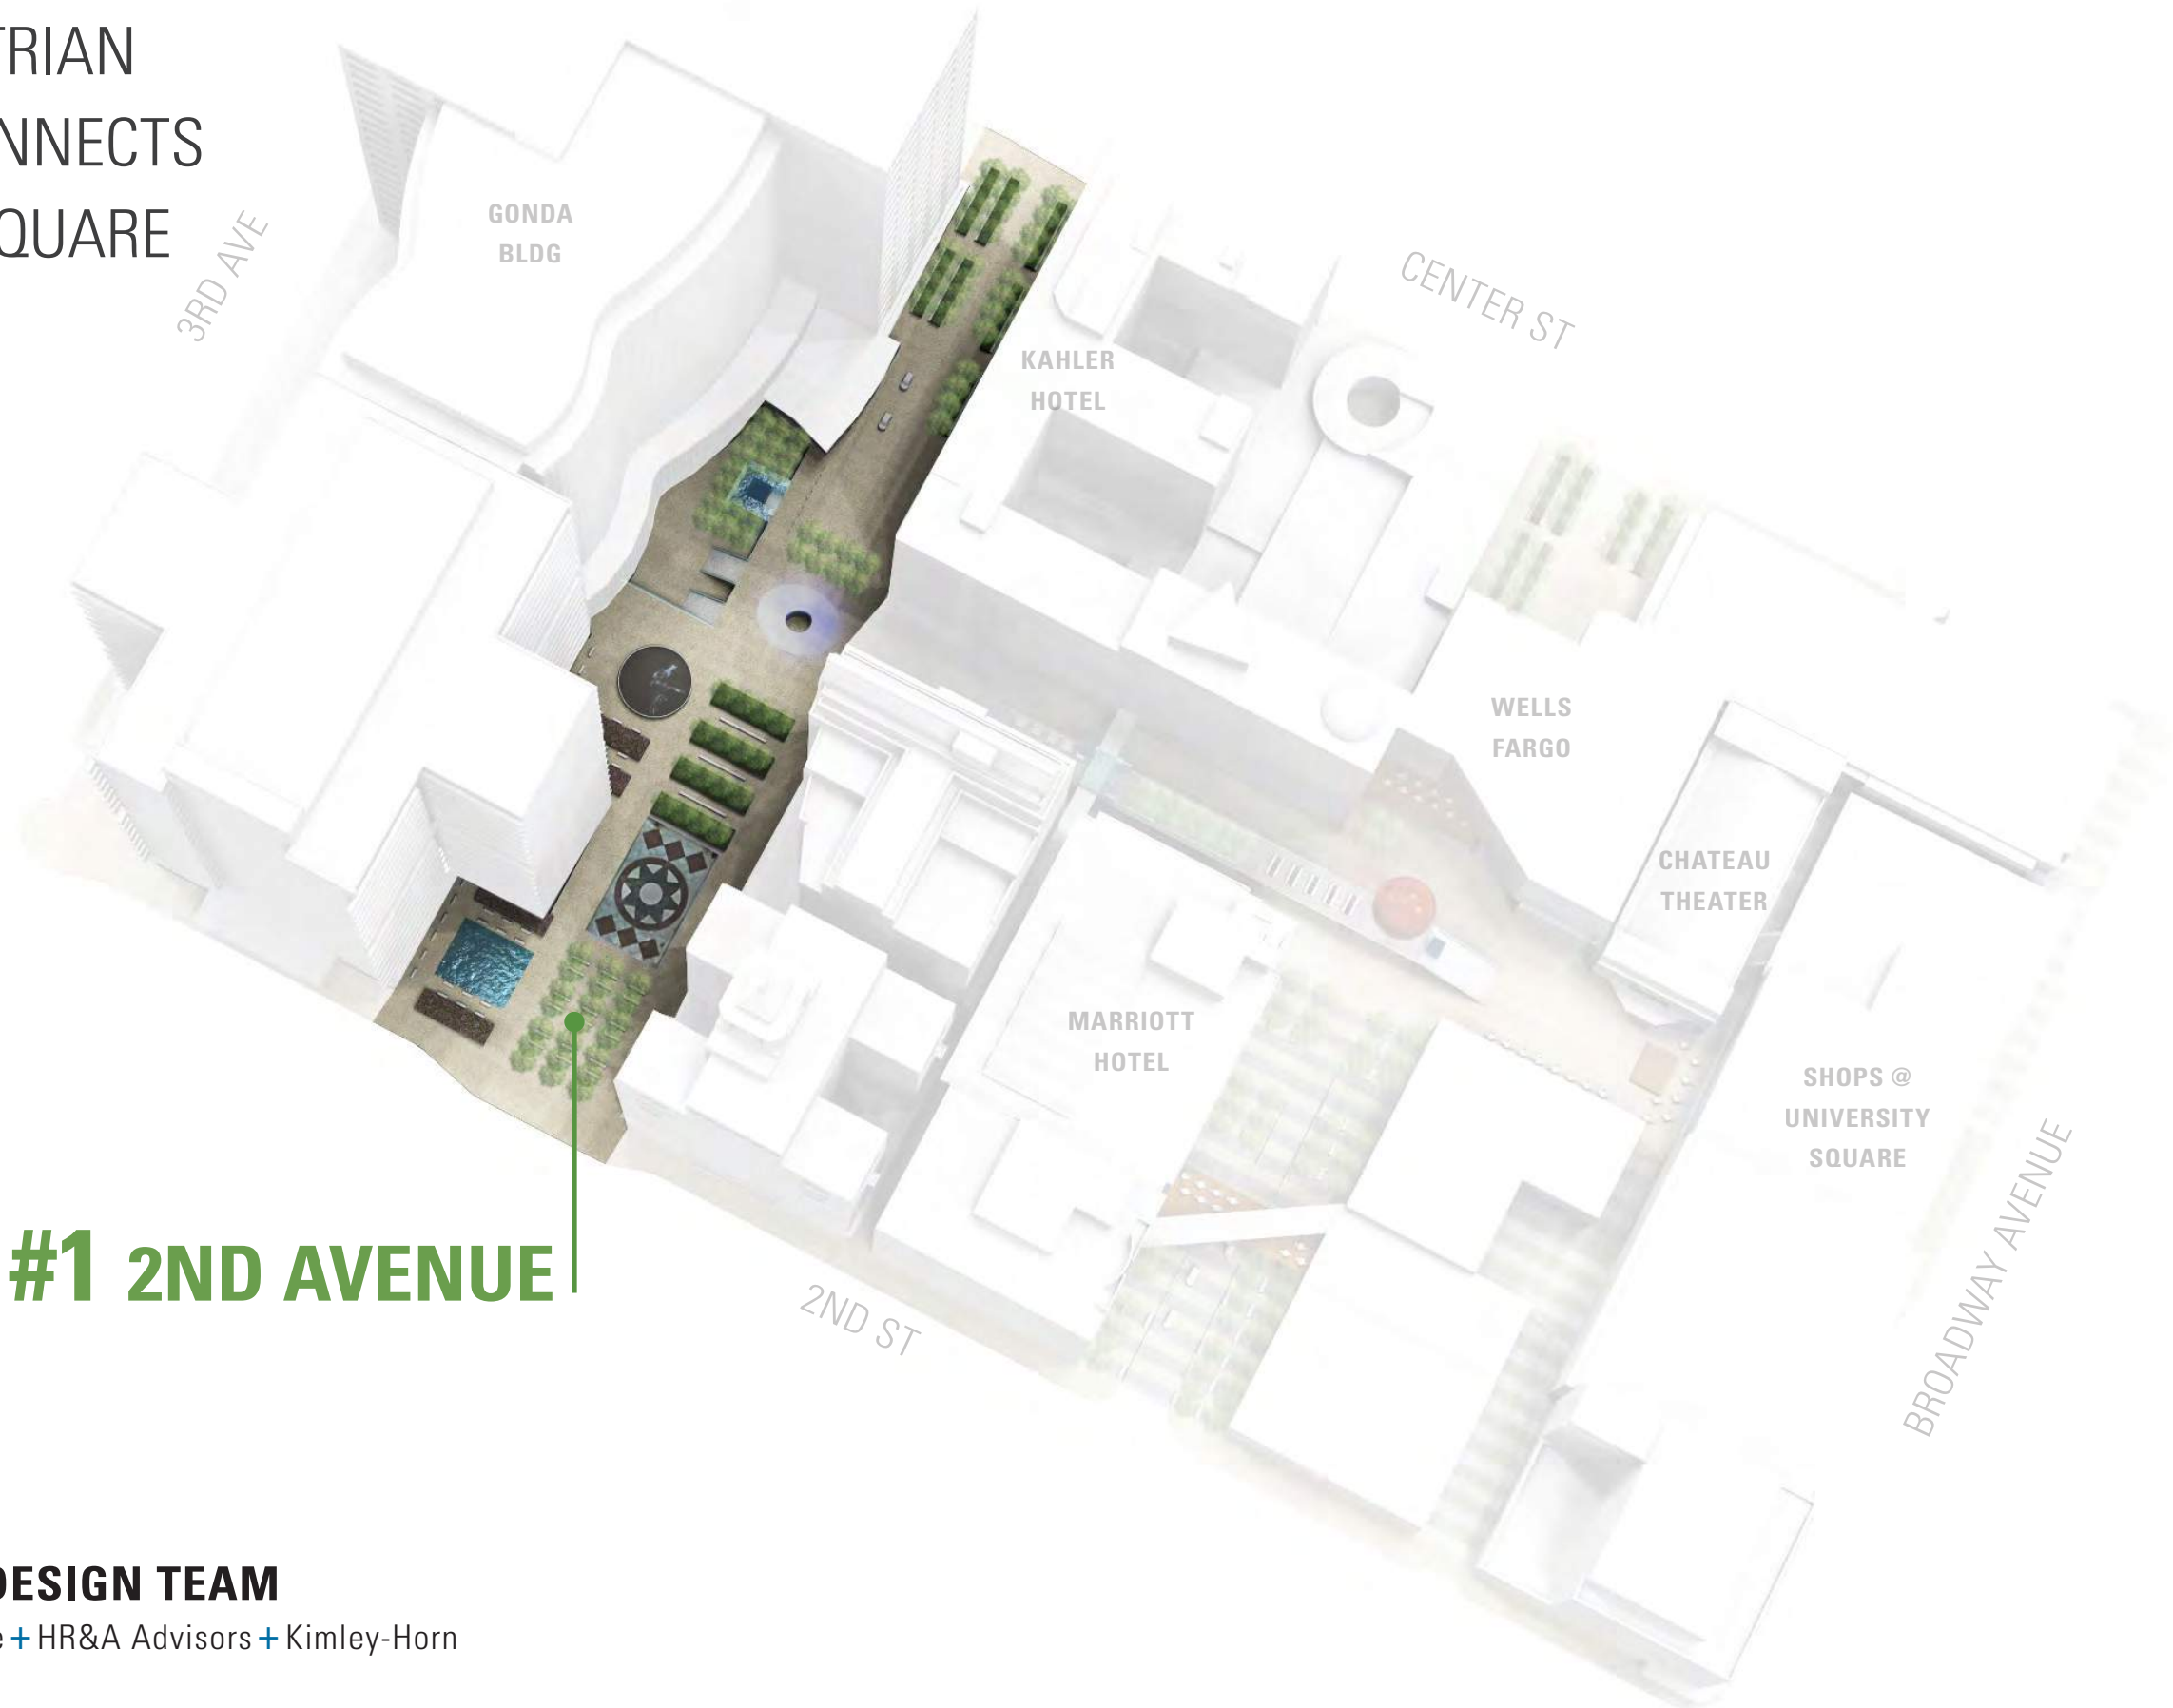 TRIAN
NNECTS
QUARE
3RD AVE
GONDA
BLDG
CENTER ST
KAHLER
HOTEL
WELLS
FARGO
CHATEAU
THEATER
MARRIOTT
HOTEL
SHOPS @
UNIVERSITY
SQUARE
BROADWAY AVENUE
#1 2ND AVENUE
2ND ST
DESIGN TEAM
e + HR&A Advisors + Kimley-Horn